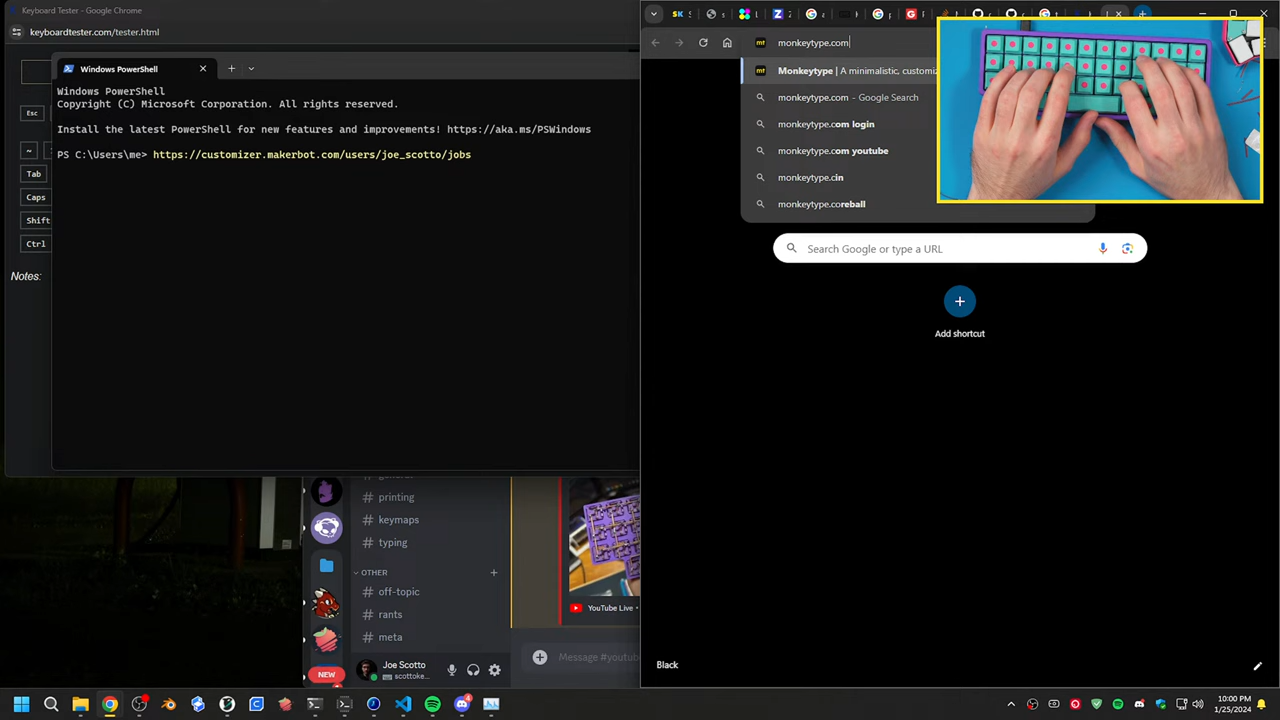 Keyboard Tester - Google Chrome
keyboardtester.com/tester.html
Esc
~
Tab
Caps
Shift
Ctrl
Notes:
Windows PowerShell
Windows PowerShell
Copyright (C) Microsoft Corporation. All rights reserved.
Install the latest PowerShell for new features and improvements! https://aka.ms/PSWindows
PS C:\Users\me> https://customizer.makerbot.com/users/joe_scotto/jobs
monkeytype.com
Monkeytype | A minimalistic, customiz
monkeytype.com - Google Search
monkeytype.com login
monkeytype.com youtube
monkeytype.cin
monkeytype.coreball
Search Google or type a URL
Add shortcut
Black
printing
keymaps
typing
OTHER
off-topic
rants
meta
YouTube Live •
NEW
Joe Scotto
scottoke...
Message #youtub
10:00 PM
1/25/2024